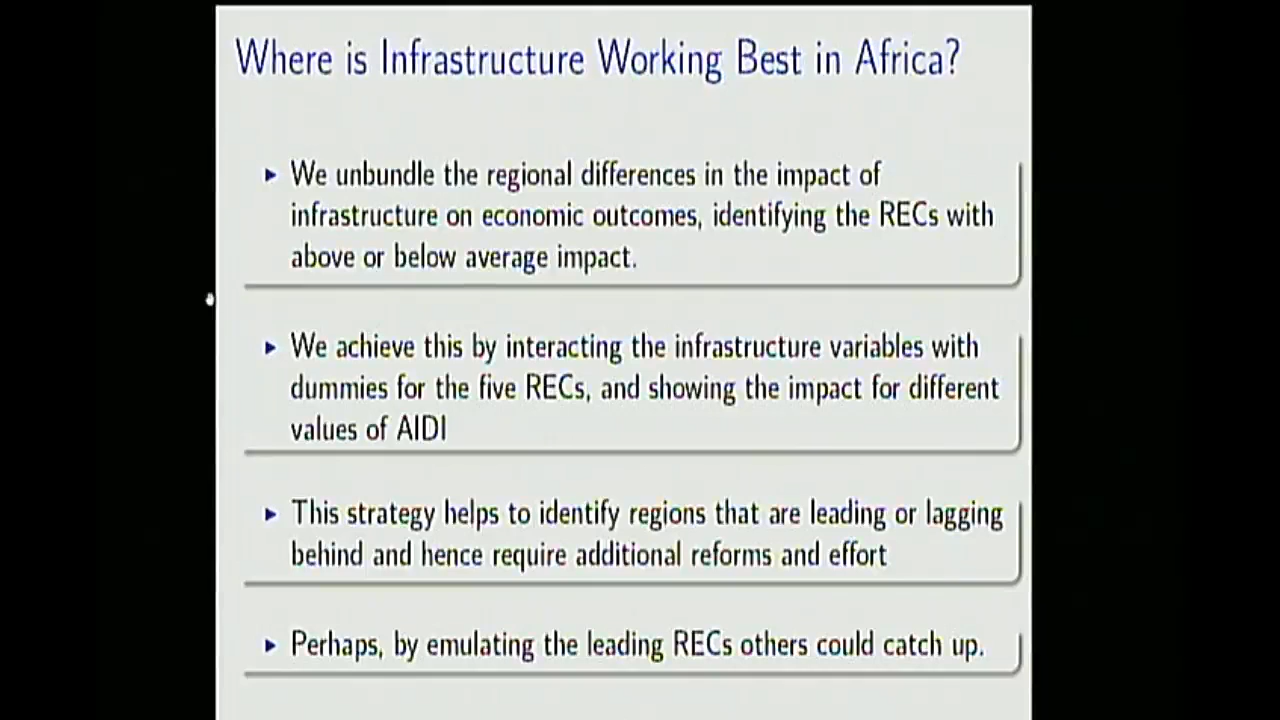 Where is Infrastructure Working Best in Africa?
▶ We unbundle the regional differences in the impact of
infrastructure on economic outcomes, identifying the RECs with
above or below average impact.
▶ We achieve this by interacting the infrastructure variables with
dummies for the five RECs, and showing the impact for different
values of AIDI
▶ This strategy helps to identify regions that are leading or lagging
behind and hence require additional reforms and effort
▶ Perhaps, by emulating the leading RECs others could catch up.